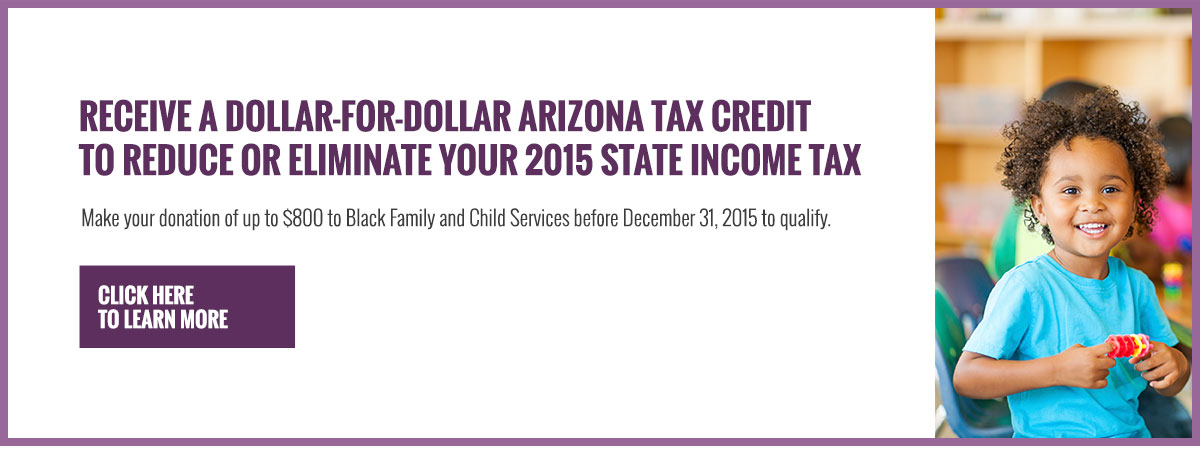 RECEIVE A DOLLAR-FOR-DOLLAR ARIZONA TAX CREDIT
TO REDUCE OR ELIMINATE YOUR 2015 STATE INCOME TAX
Make your donation of up to $800 to Black Family and Child Services before December 31, 2015 to qualify.
CLICK HERE
TO LEARN MORE